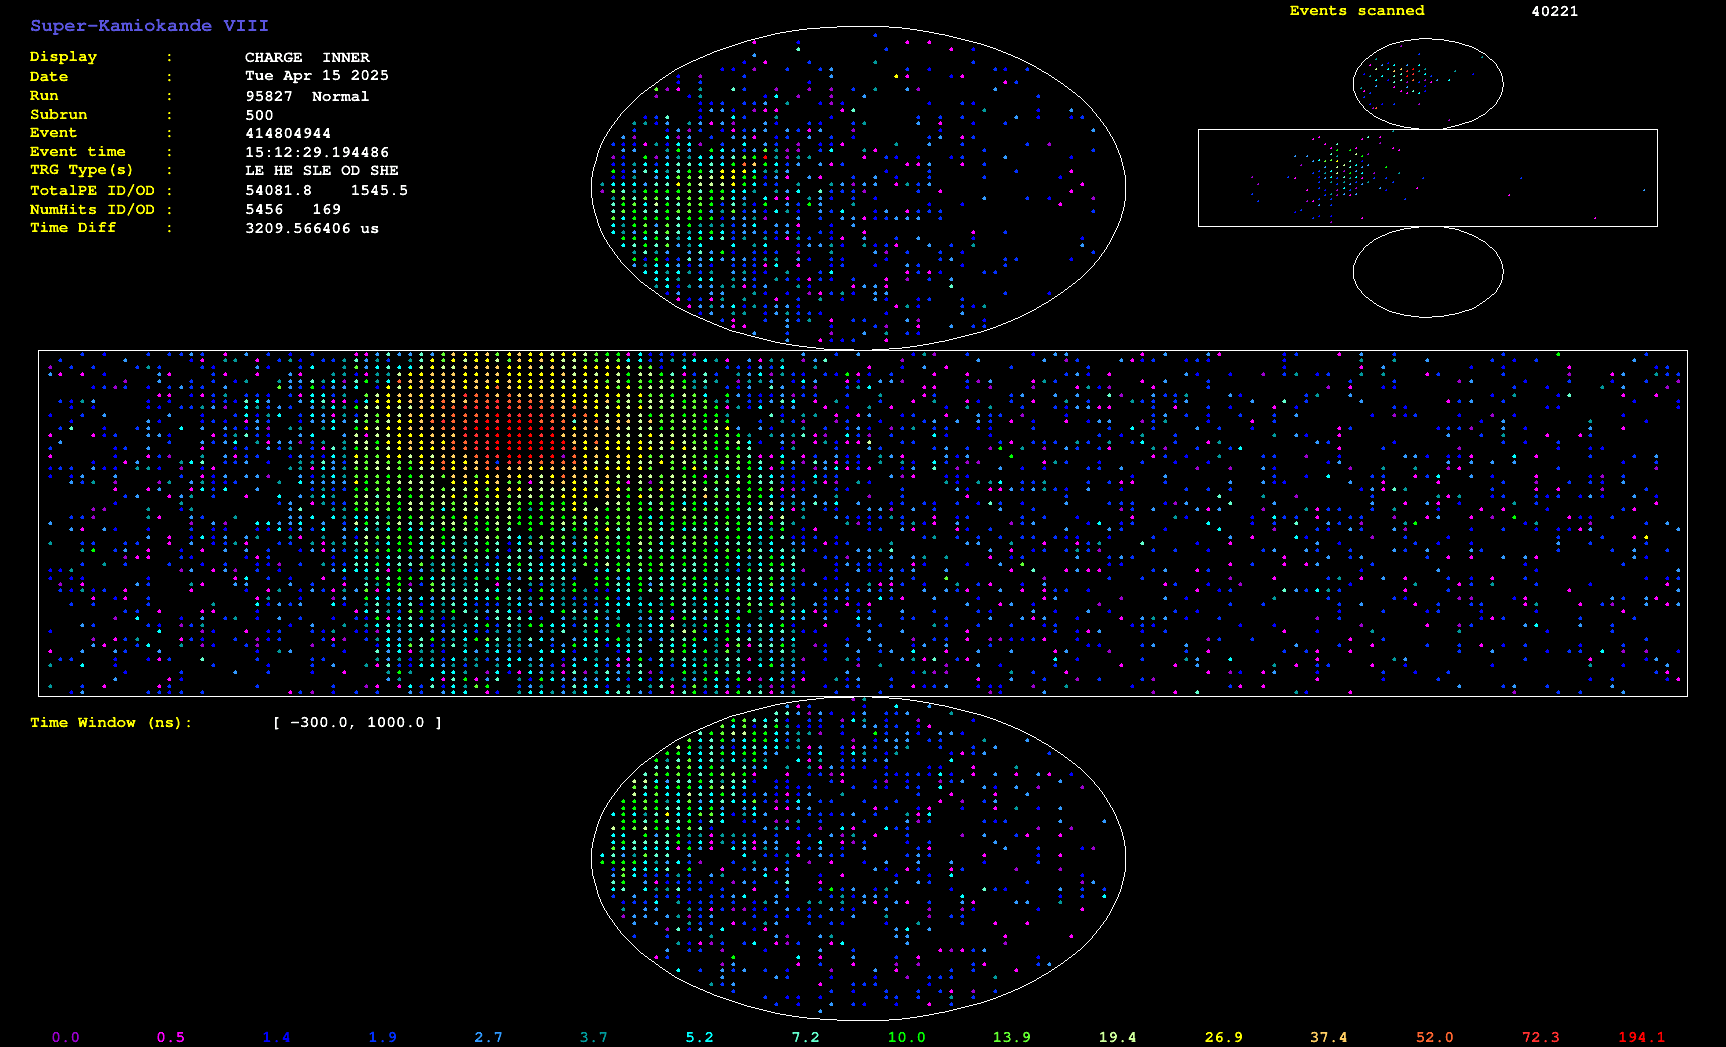 Super-Kamiokande VIII
Events scanned 40221
Display : CHARGE INNER
Date : Tue Apr 15 2025
Run : 95827 Normal
Subrun : 500
Event : 414804944
Event time : 15:12:29.194486
TRG Type(s) : LE HE SLE OD SHE
TotalPE ID/OD : 54081.8 1545.5
NumHits ID/OD : 5456 169
Time Diff : 3209.566406 us
Time Window (ns): [ -300.0, 1000.0 ]
0.0 0.5 1.4 1.9 2.7 3.7 5.2 7.2 10.0 13.9 19.4 26.9 37.4 52.0 72.3 194.1